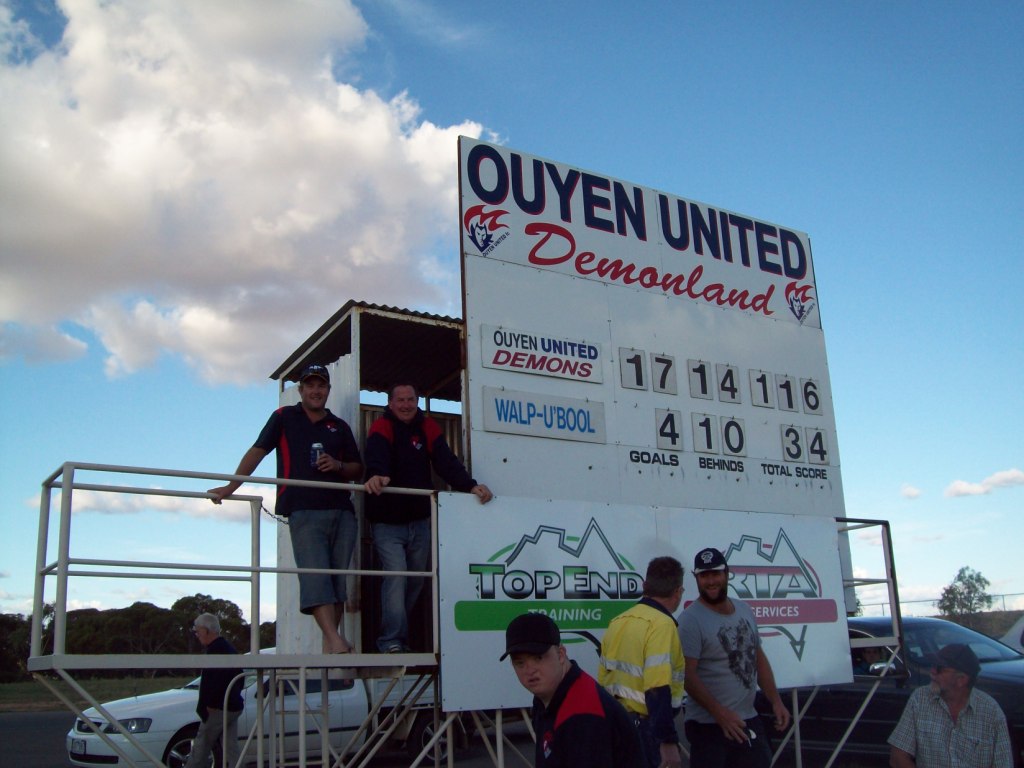 OUYEN UNITED
Demonland
OUYEN UNITED
DEMONS
17 14 116
WALP-U'BOOL
4 10 34
GOALS BEHINDS TOTAL SCORE
TOPEND
TRAINING
RTA
SERVICES